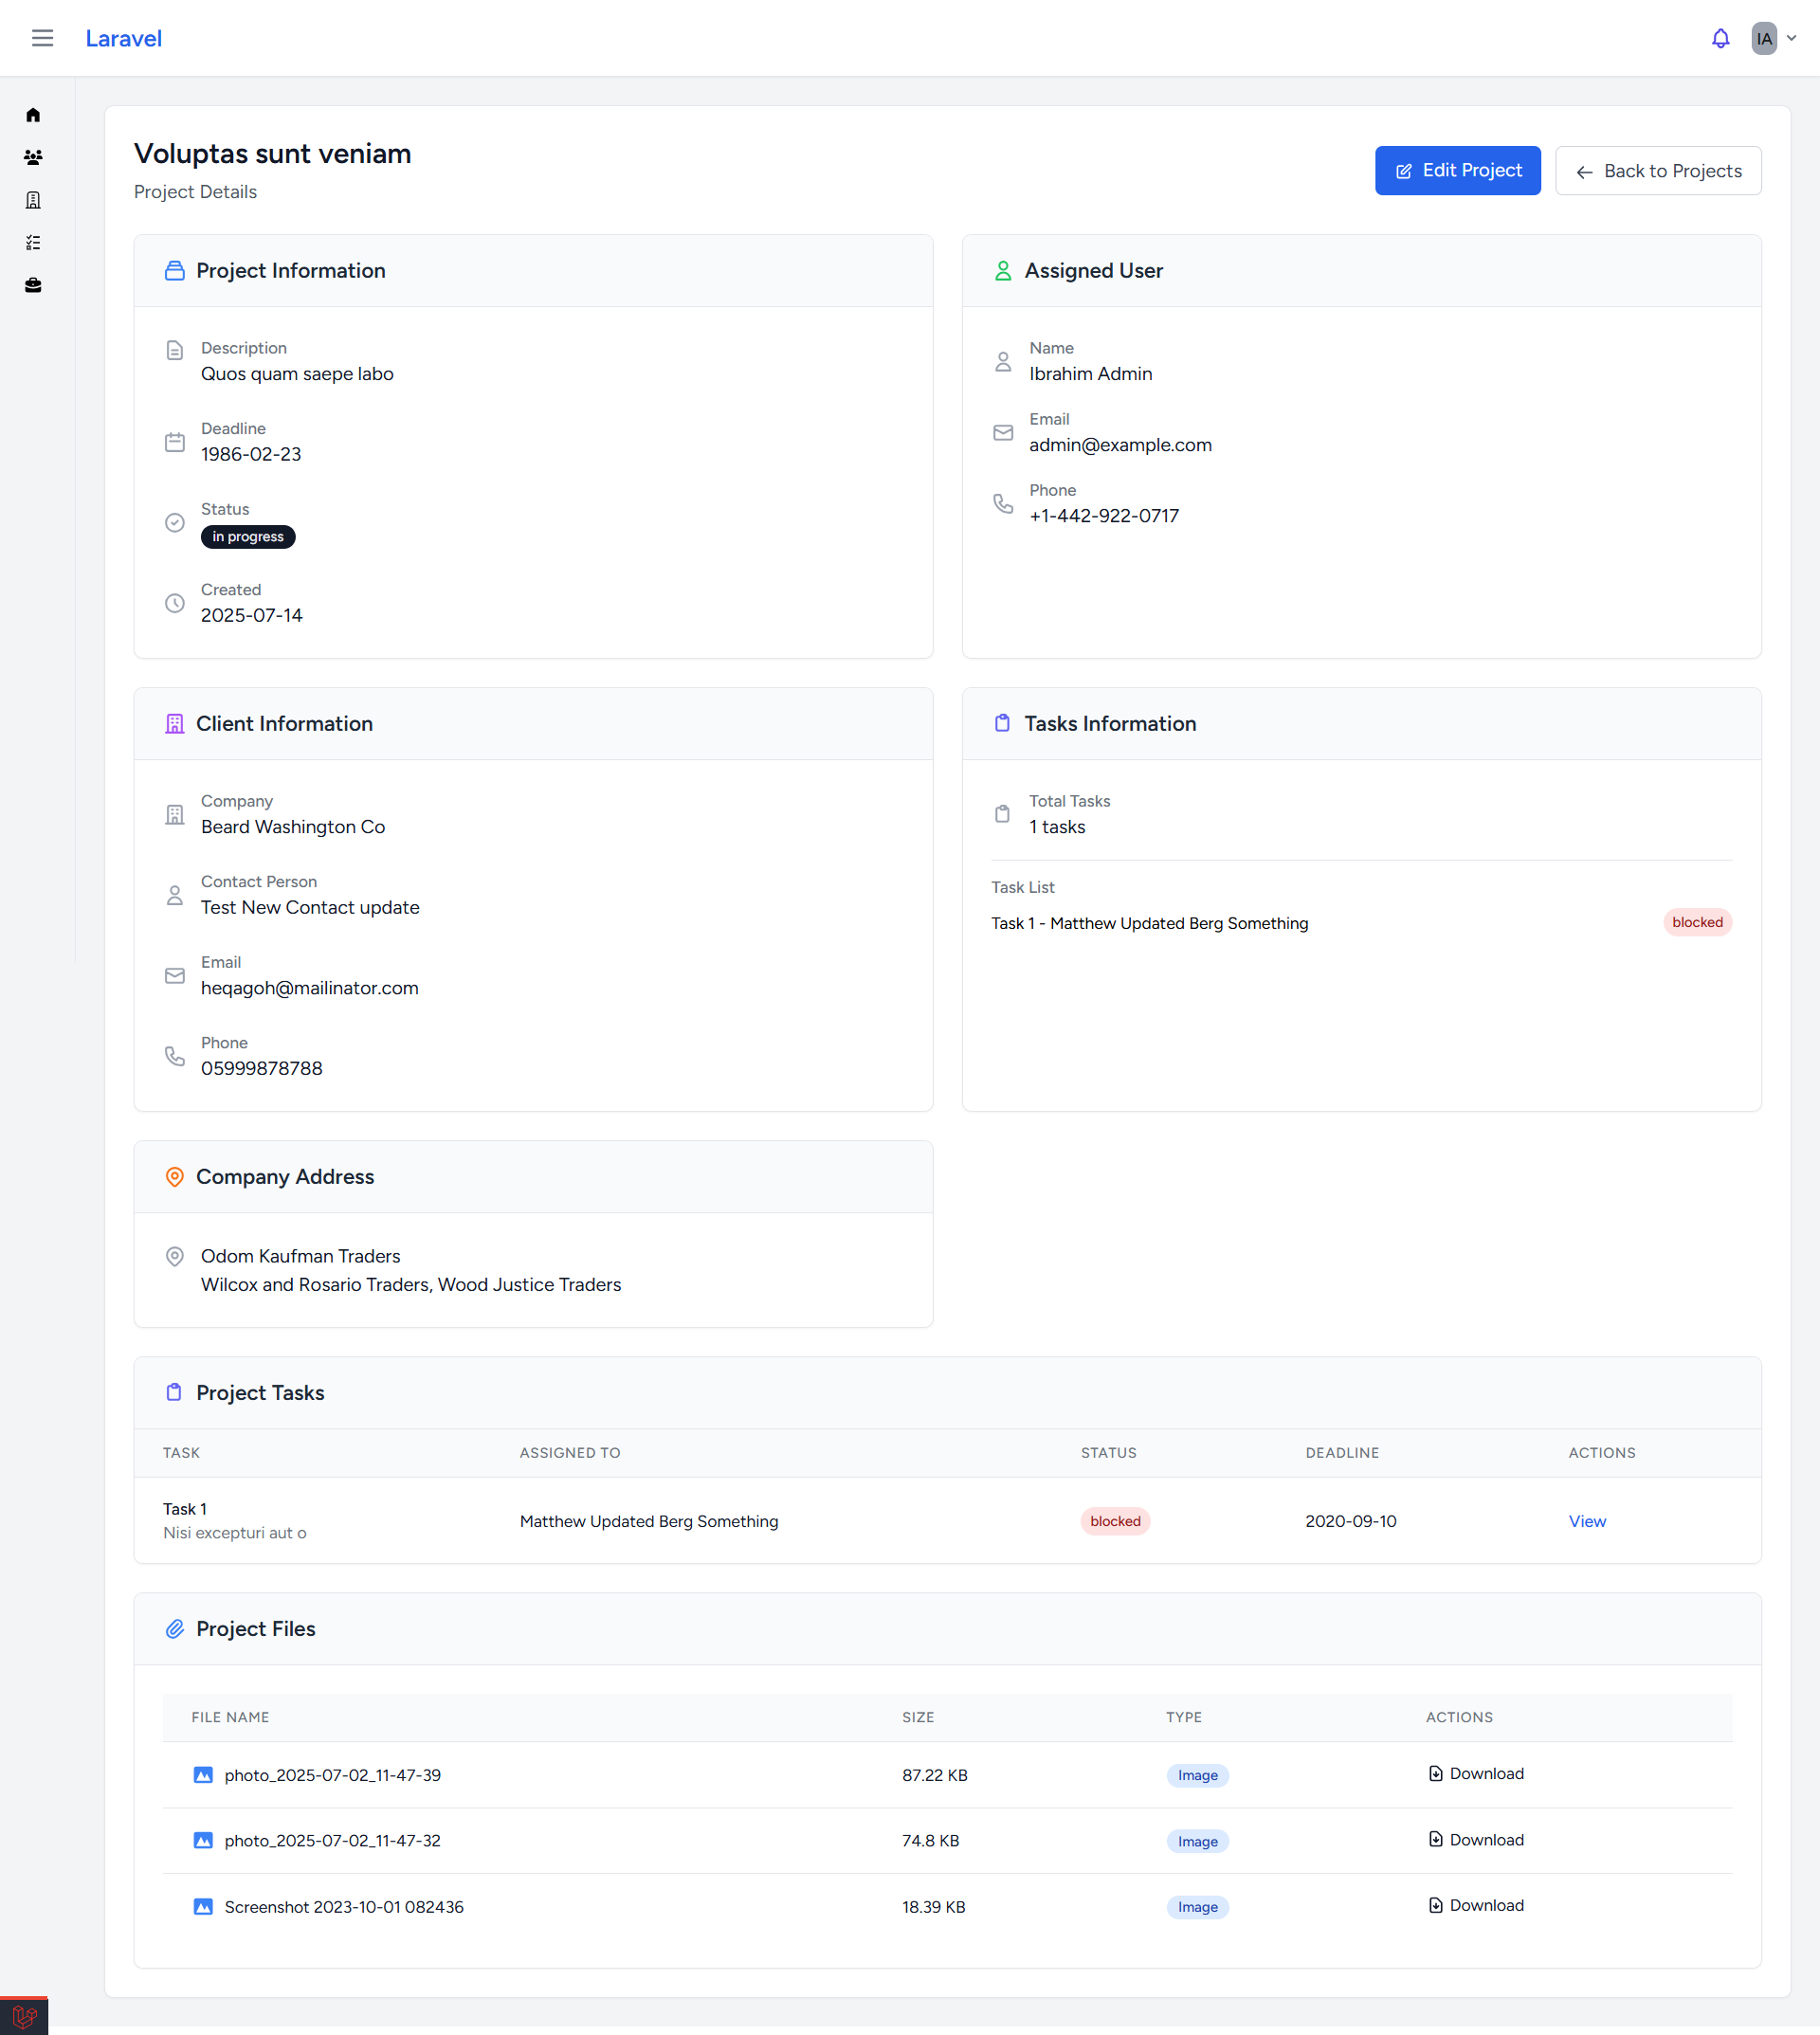 Laravel
IA
Voluptas sunt veniam
Project Details
Edit Project
Back to Projects
Project Information
Description
Quos quam saepe labo
Deadline
1986-02-23
Status
in progress
Created
2025-07-14
Assigned User
Name
Ibrahim Admin
Email
admin@example.com
Phone
+1-442-922-0717
Client Information
Company
Beard Washington Co
Contact Person
Test New Contact update
Email
heqagoh@mailinator.com
Phone
05999878788
Tasks Information
Total Tasks
1 tasks
Task List
Task 1 - Matthew Updated Berg Something
blocked
Company Address
Odom Kaufman Traders
Wilcox and Rosario Traders, Wood Justice Traders
Project Tasks
TASK ASSIGNED TO STATUS DEADLINE ACTIONS
Task 1
Nisi excepturi aut o
Matthew Updated Berg Something blocked 2020-09-10 View
Project Files
FILE NAME SIZE TYPE ACTIONS
photo_2025-07-02_11-47-39 87.22 KB Image Download
photo_2025-07-02_11-47-32 74.8 KB Image Download
Screenshot 2023-10-01 082436 18.39 KB Image Download